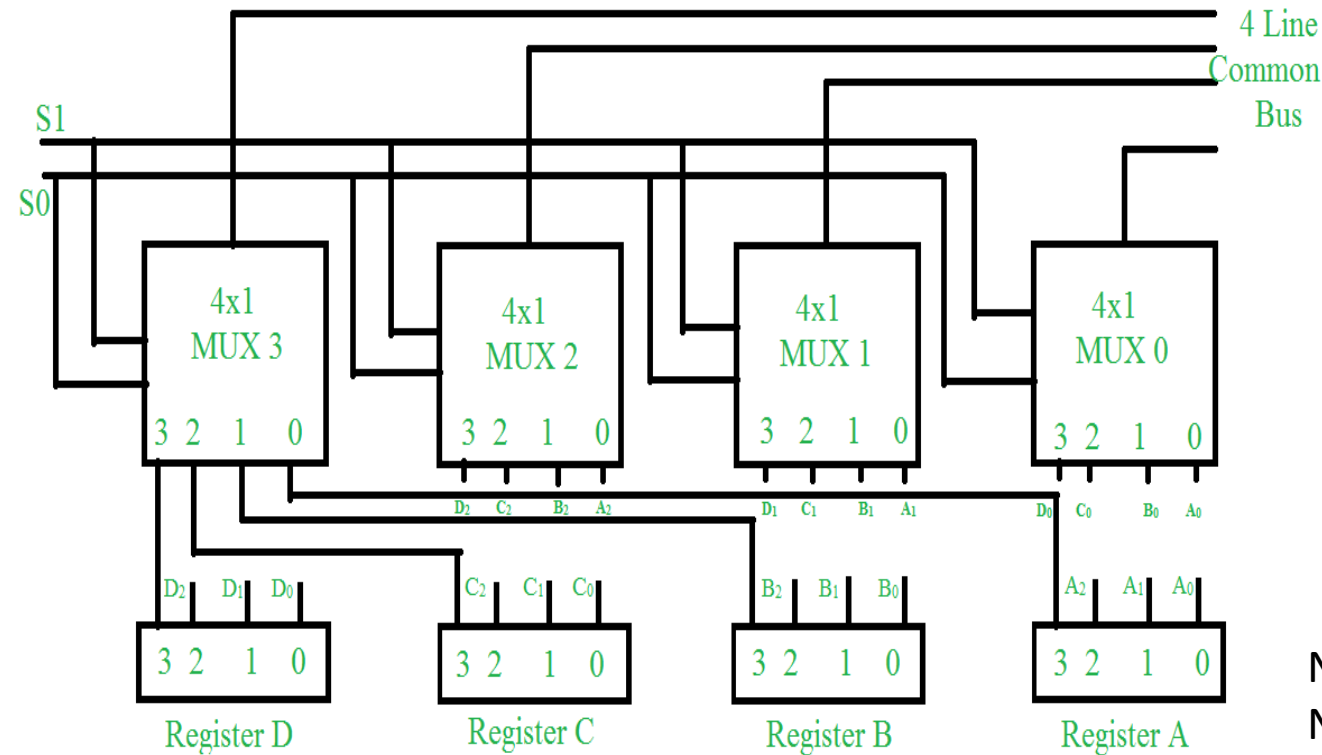 4 Line
Common
Bus
S1
S0
4x1
MUX 3
4x1
MUX 2
4x1
MUX 1
4x1
MUX 0
3 2 1 0
3 2 1 0
3 2 1 0
3 2 1 0
D₂ C₂ B₂ A₂
D₁ C₁ B₁ A₁
D₀ C₀ B₀ A₀
D₂ D₁ D₀
C₂ C₁ C₀
B₂ B₁ B₀
A₂ A₁ A₀
3 2 1 0
3 2 1 0
3 2 1 0
3 2 1 0
Register D
Register C
Register B
Register A
N
N